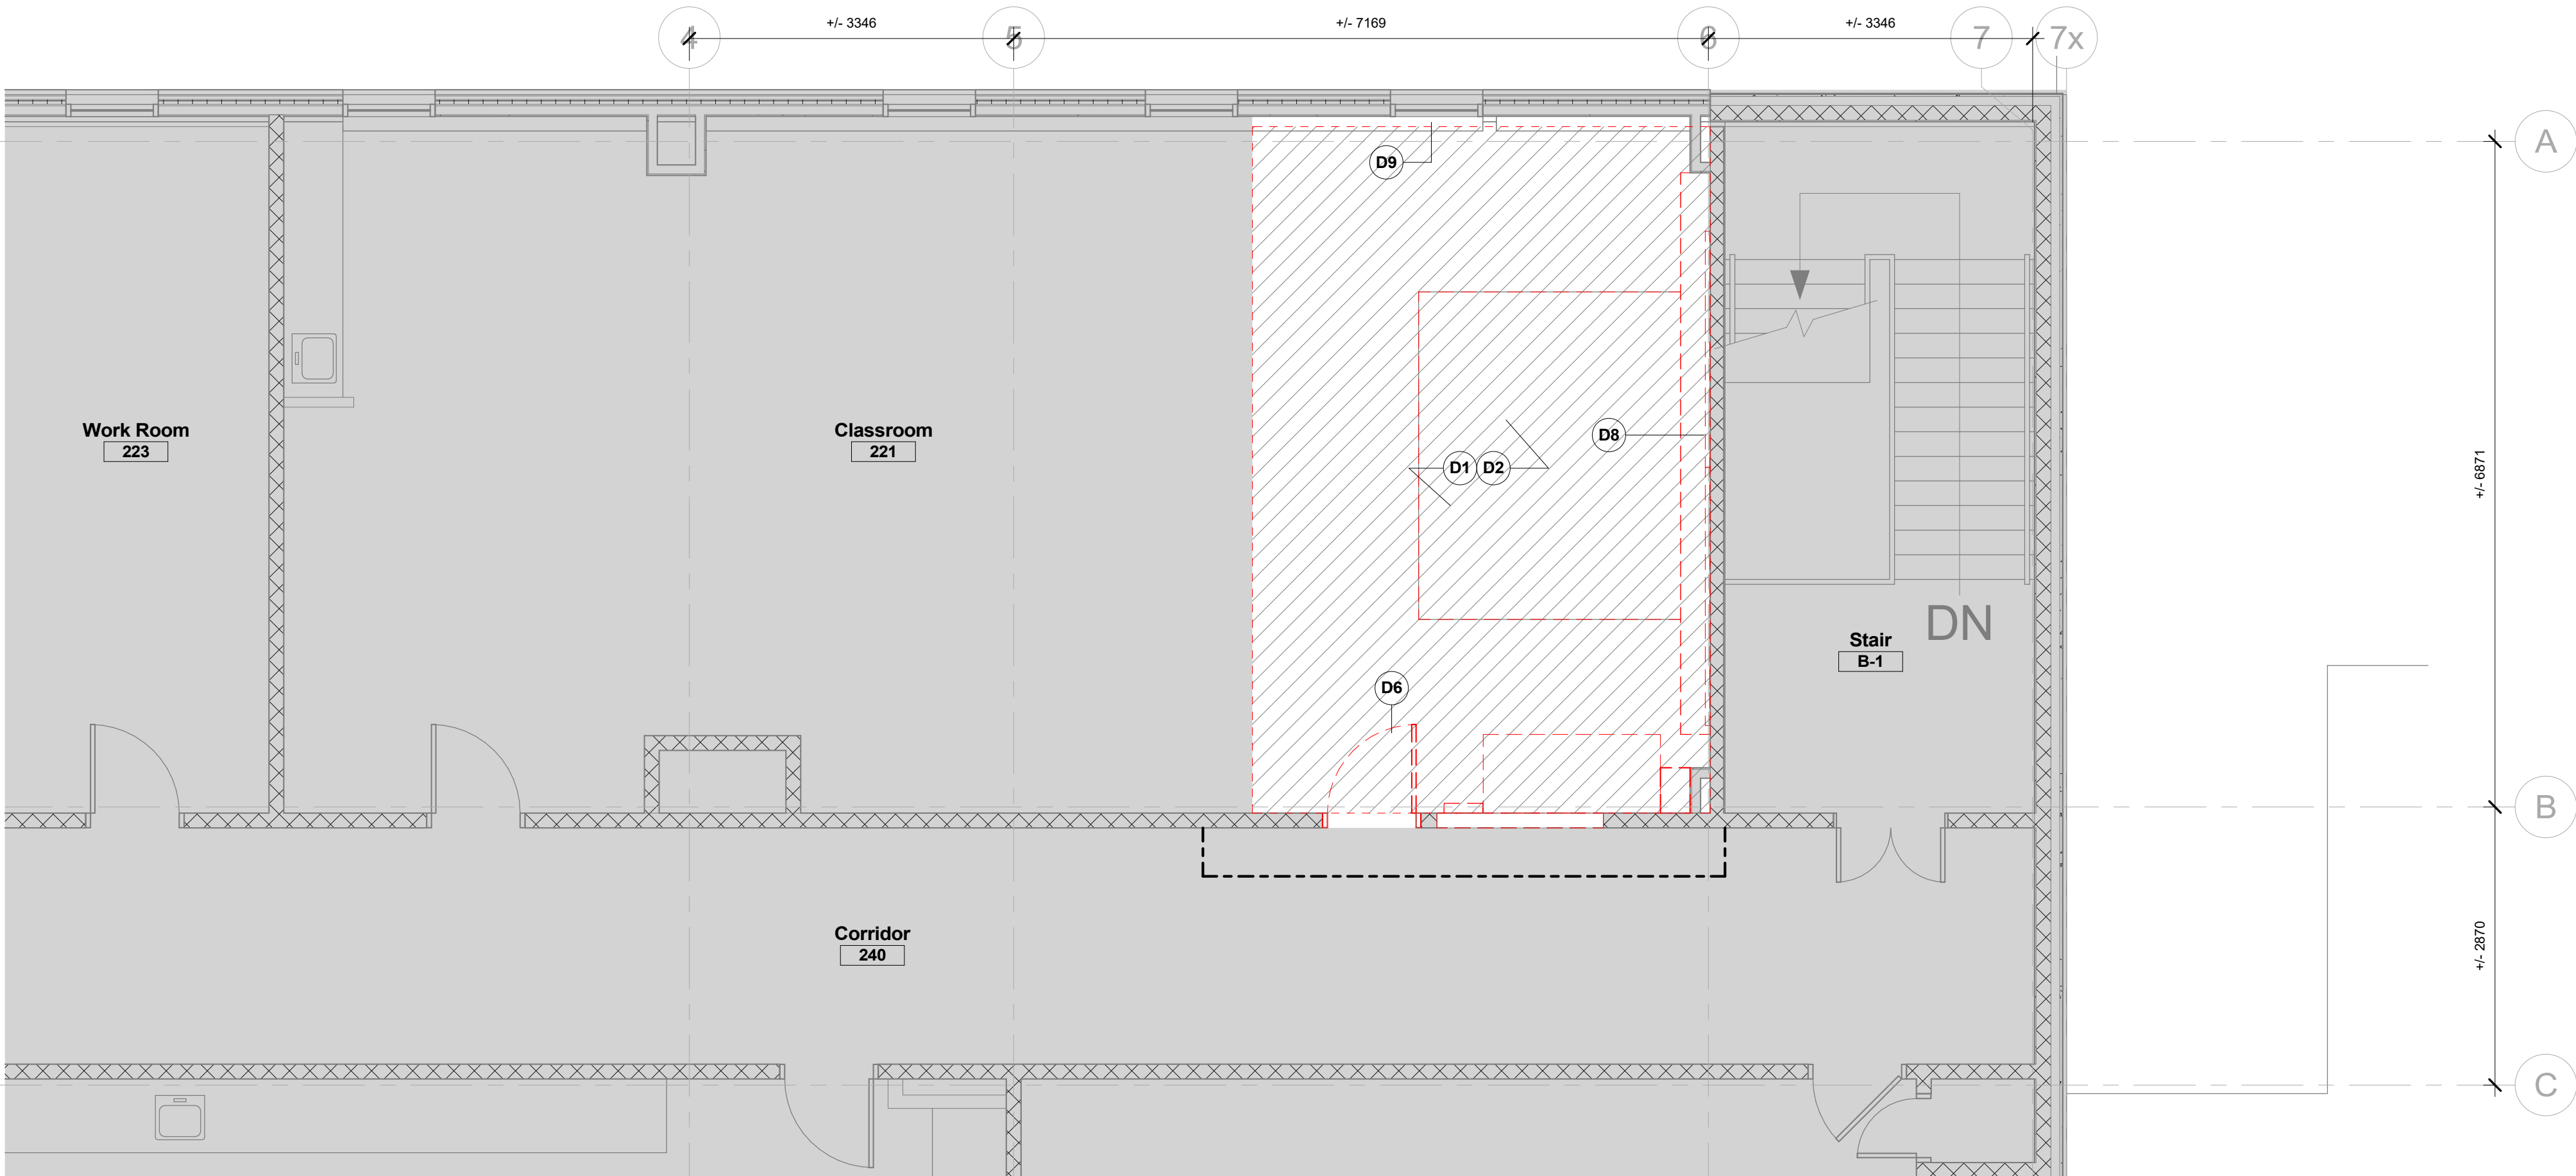 +/- 3346
+/- 7169
+/- 3346
4
5
6
7
7x
A
D9
Work Room
223
Classroom
221
D8
D1
D2
+/- 6871
DN
Stair
B-1
D6
B
Corridor
240
+/- 2870
C